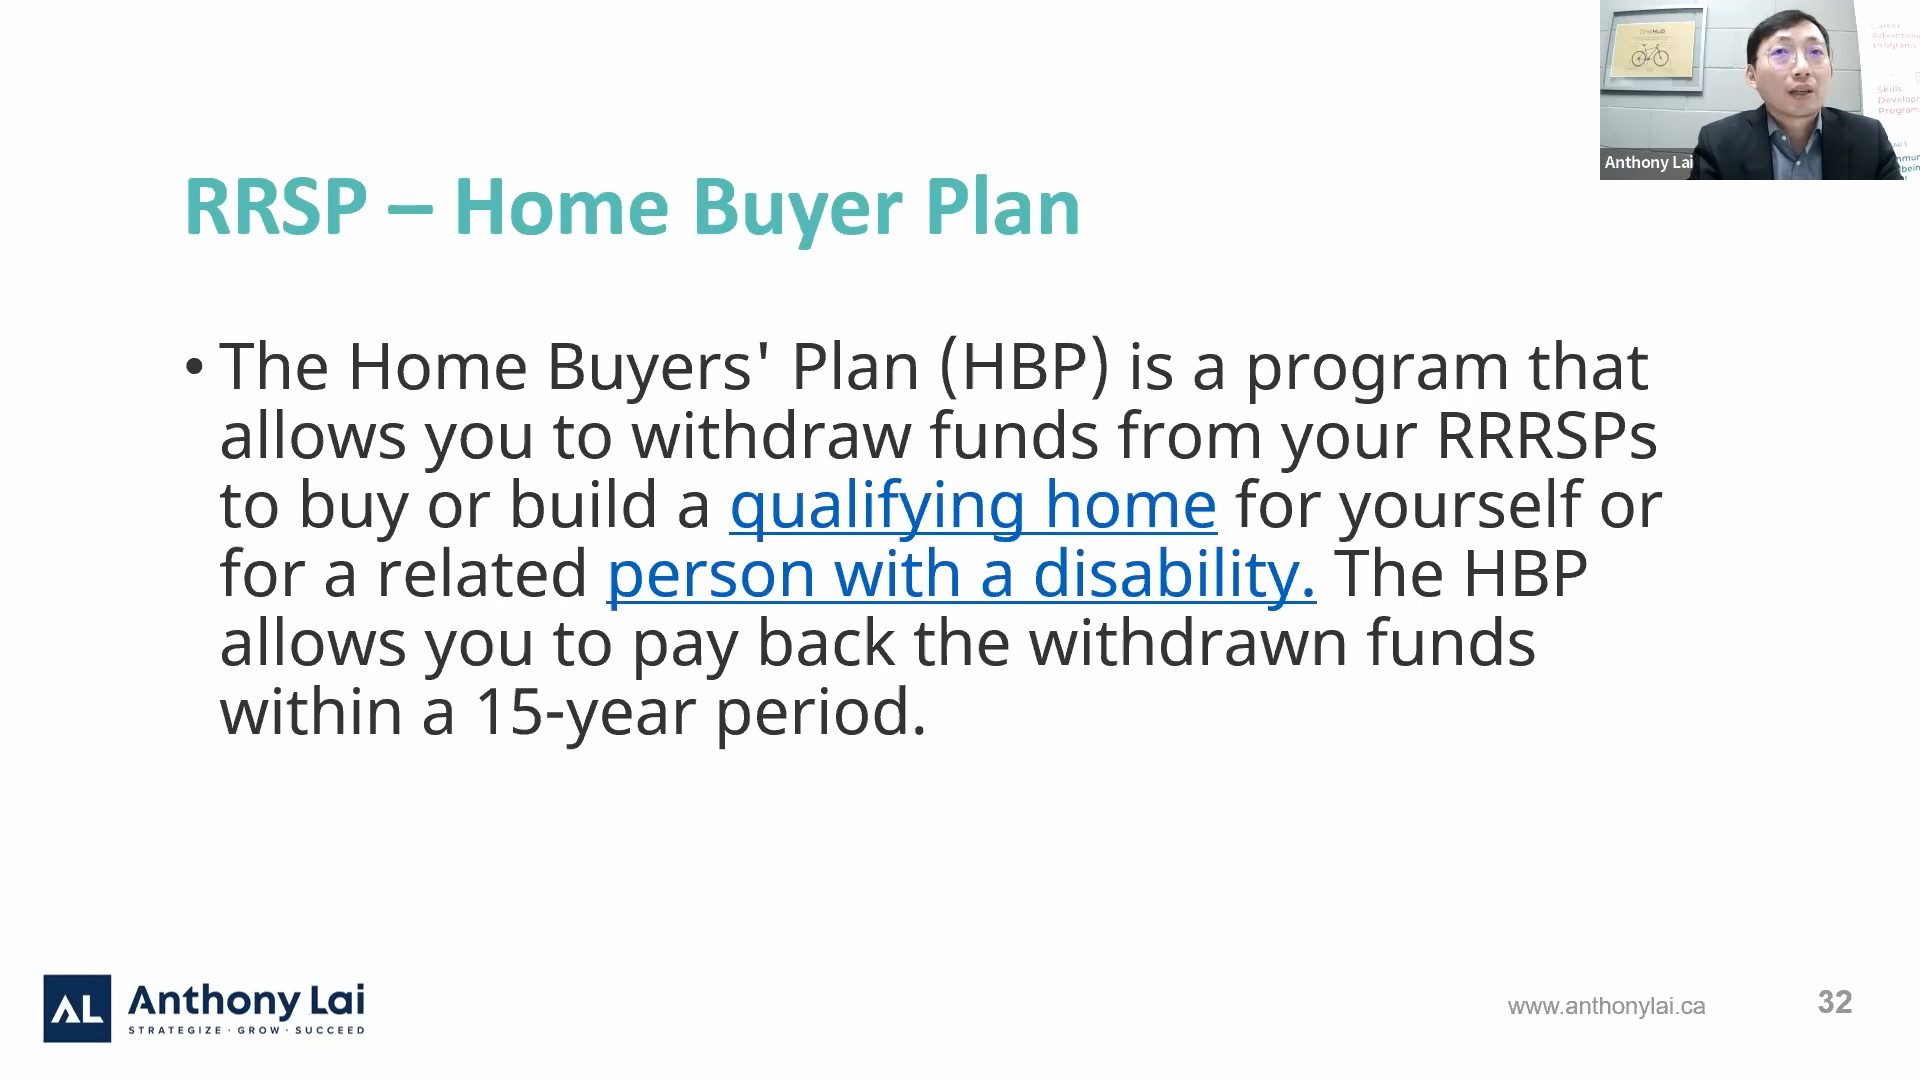 RRSP – Home Buyer Plan
• The Home Buyers' Plan (HBP) is a program that
allows you to withdraw funds from your RRRSPs
to buy or build a qualifying home for yourself or
for a related person with a disability. The HBP
allows you to pay back the withdrawn funds
within a 15-year period.
Anthony Lai
Career
Programs
Skills
AL
Anthony Lai
STRATEGIZE · GROW · SUCCEED
www.anthonylai.ca
32